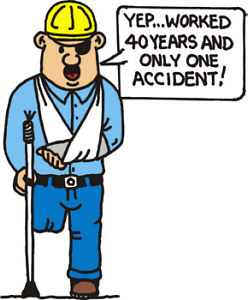 YEP...WORKED
40 YEARS AND
ONLY ONE
ACCIDENT!